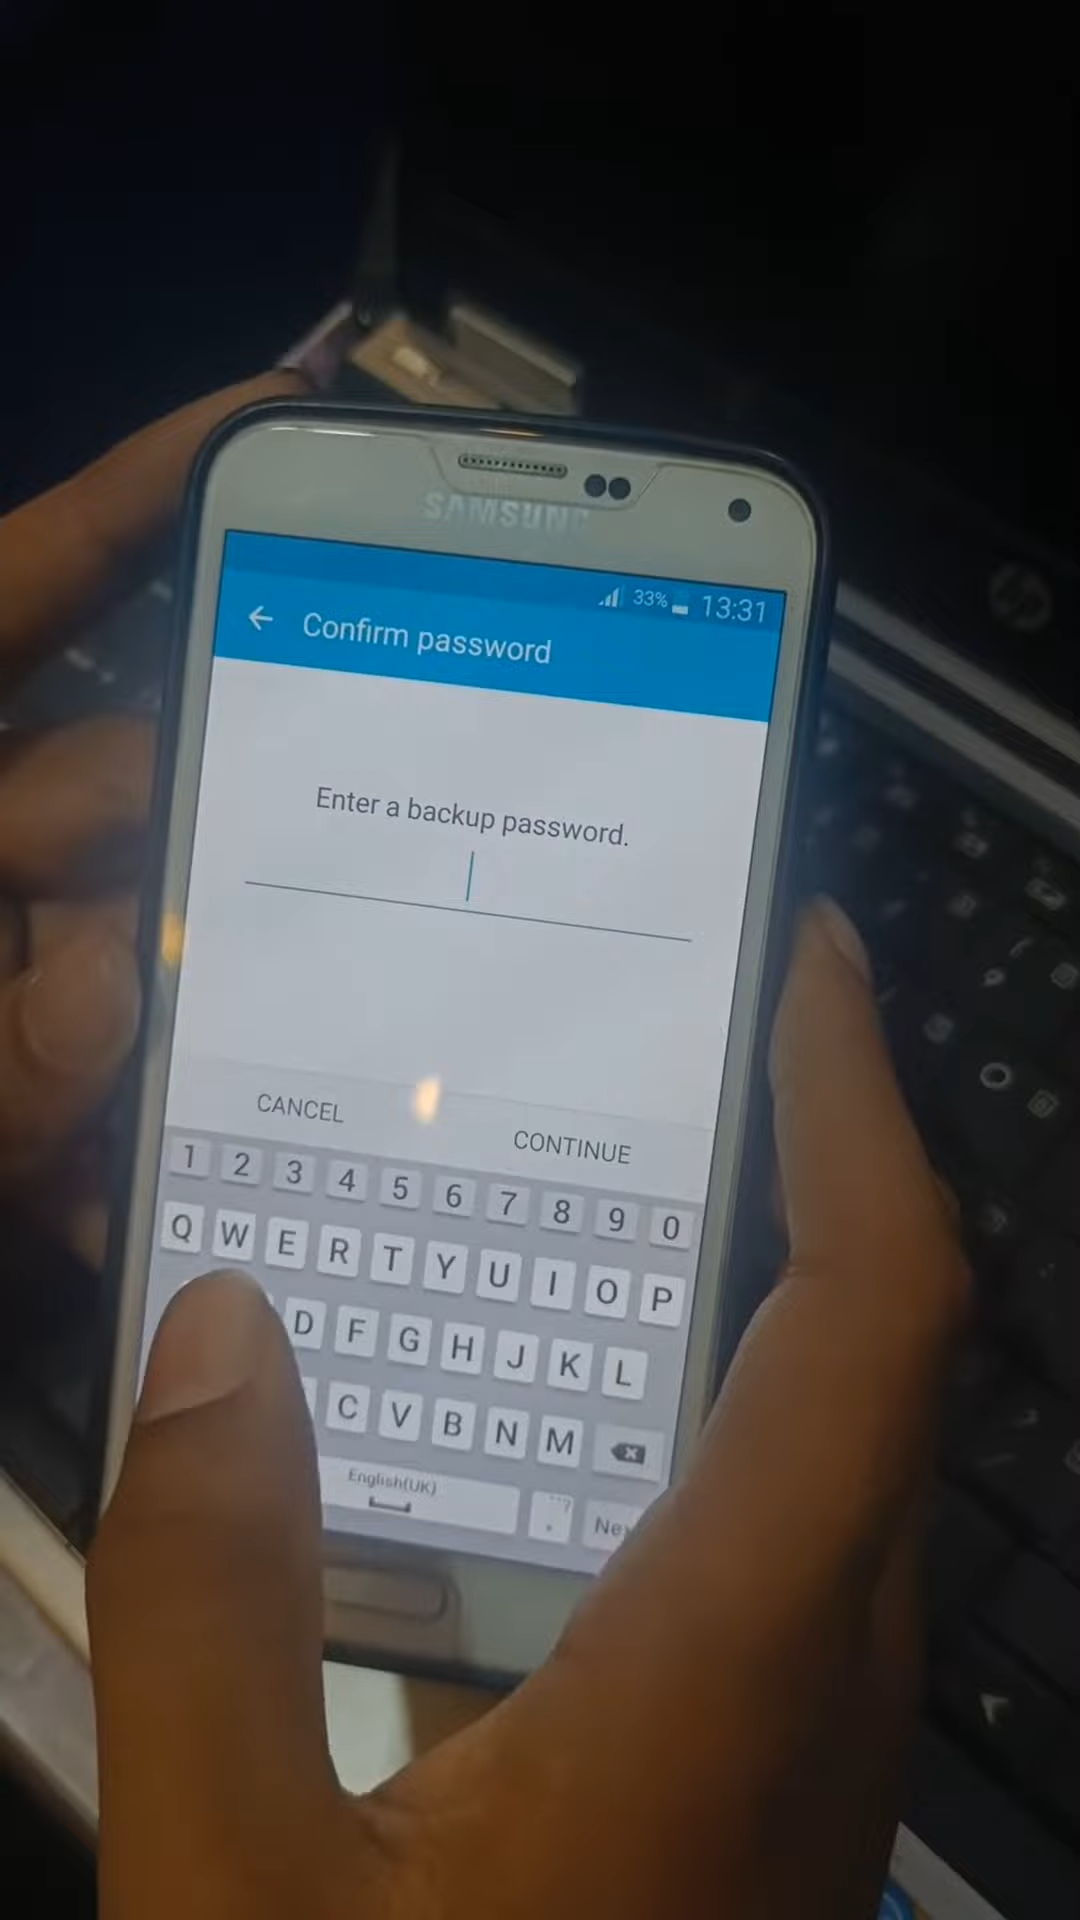 SAMSUNG
33% 13:31
Confirm password
Enter a backup password.
CANCEL
CONTINUE
1 2 3 4 5 6 7 8 9 0
Q W E R T Y U I O P
D F G H J K L
C V B N M
English(UK)
.